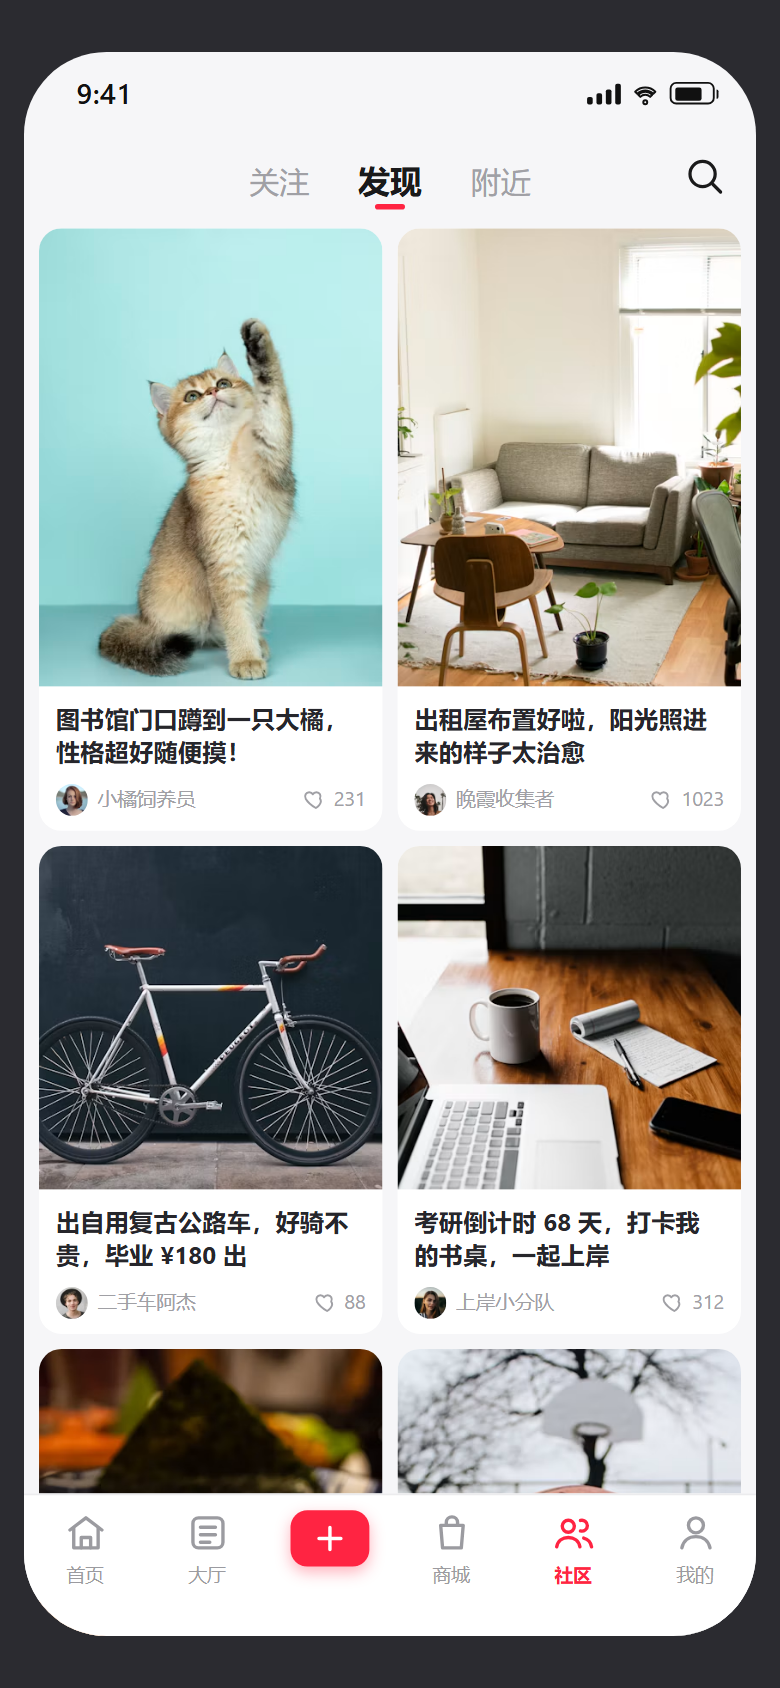 9:41
关注 发现 附近
图书馆门口蹲到一只大橘，
性格超好随便摸！
小橘饲养员 231
出租屋布置好啦，阳光照进
来的样子太治愈
晚霞收集者 1023
出自用复古公路车，好骑不
贵，毕业 ¥180 出
二手车阿杰 88
考研倒计时 68 天，打卡我
的书桌，一起上岸
上岸小分队 312
首页 大厅 商城 社区 我的